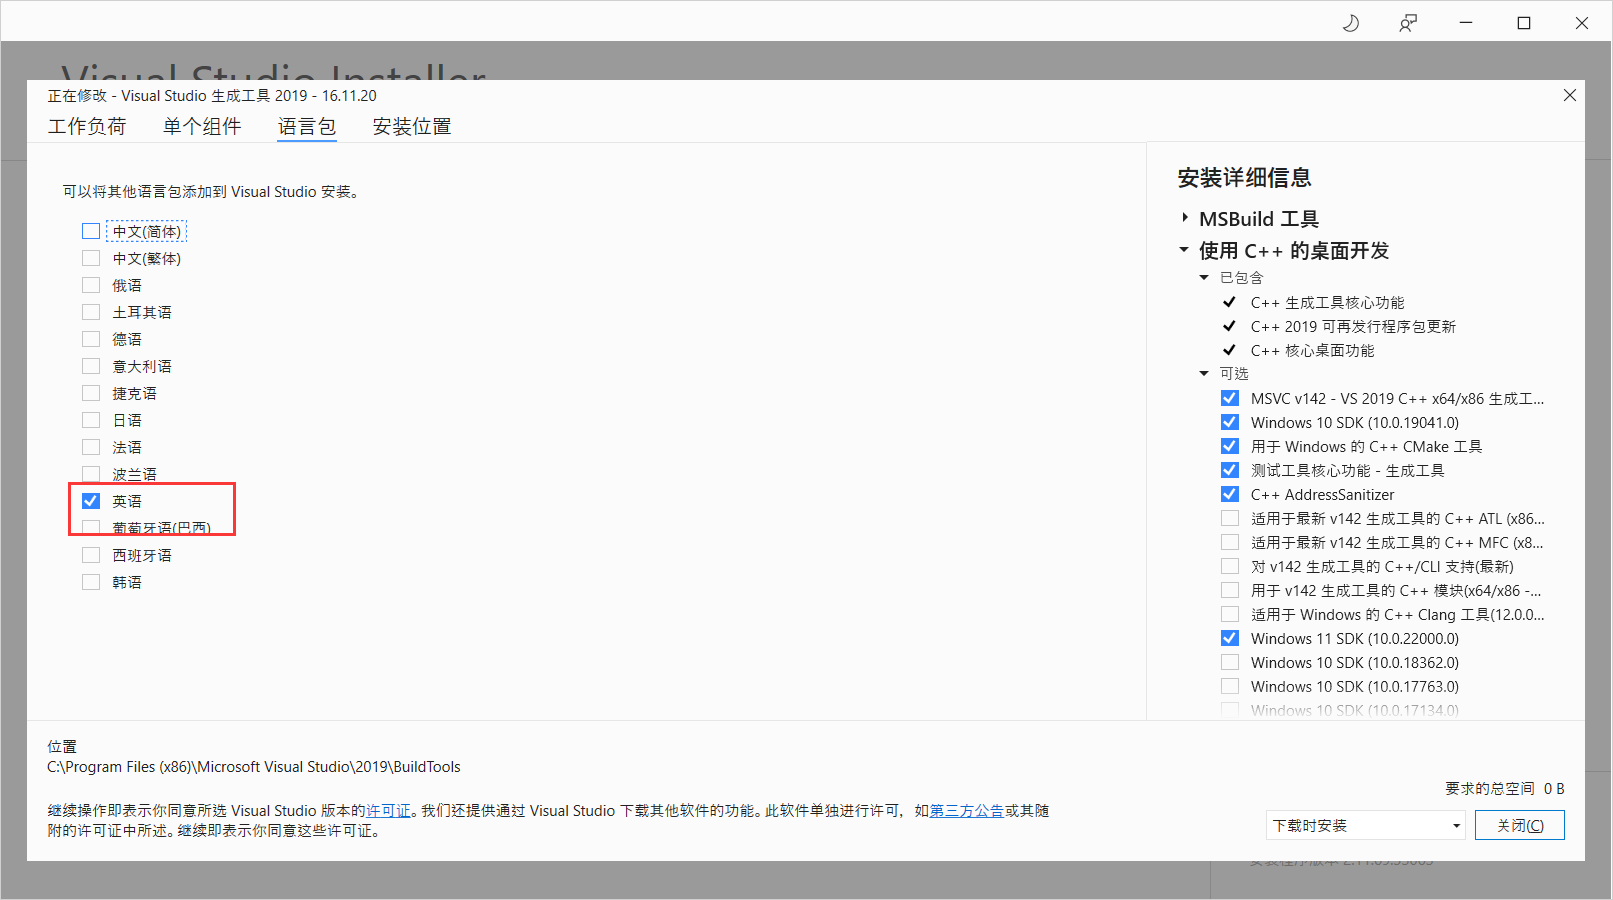 Visual Studio Installer
正在修改 - Visual Studio 生成工具 2019 - 16.11.20
工作负荷 单个组件 语言包 安装位置
可以将其他语言包添加到 Visual Studio 安装。
中文(简体)
中文(繁体)
俄语
土耳其语
德语
意大利语
捷克语
日语
法语
波兰语
英语
葡萄牙语(巴西)
西班牙语
韩语
安装详细信息
MSBuild 工具
使用 C++ 的桌面开发
已包含
C++ 生成工具核心功能
C++ 2019 可再发行程序包更新
C++ 核心桌面功能
可选
MSVC v142 - VS 2019 C++ x64/x86 生成工...
Windows 10 SDK (10.0.19041.0)
用于 Windows 的 C++ CMake 工具
测试工具核心功能 - 生成工具
C++ AddressSanitizer
适用于最新 v142 生成工具的 C++ ATL (x86...
适用于最新 v142 生成工具的 C++ MFC (x8...
对 v142 生成工具的 C++/CLI 支持(最新)
用于 v142 生成工具的 C++ 模块(x64/x86 -...
适用于 Windows 的 C++ Clang 工具(12.0.0...
Windows 11 SDK (10.0.22000.0)
Windows 10 SDK (10.0.18362.0)
Windows 10 SDK (10.0.17763.0)
Windows 10 SDK (10.0.17134.0)
位置
C:\Program Files (x86)\Microsoft Visual Studio\2019\BuildTools
继续操作即表示你同意所选 Visual Studio 版本的许可证。我们还提供通过 Visual Studio 下载其他软件的功能。此软件单独进行许可，如第三方公告或其随
附的许可证中所述。继续即表示你同意这些许可证。
要求的总空间 0 B
下载时安装
关闭(C)
安装程序版本